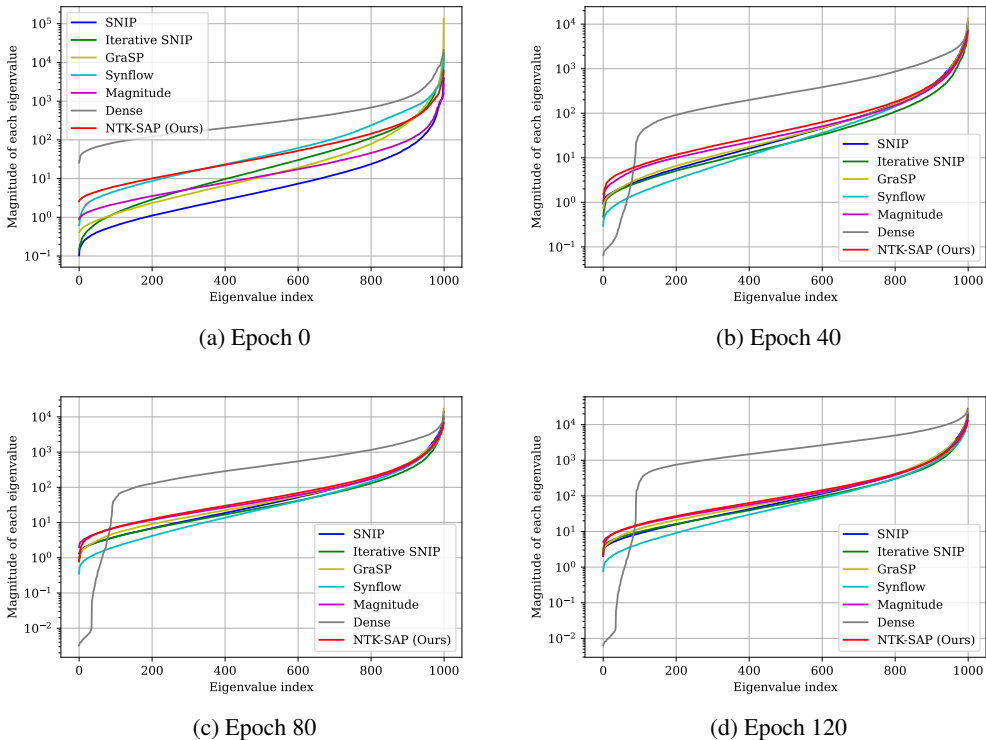 10^5
10^4
10^3
10^2
10^1
10^0
10^-1
Magnitude of each eigenvalue
SNIP
Iterative SNIP
GraSP
Synflow
Magnitude
Dense
NTK-SAP (Ours)
0 200 400 600 800 1000
Eigenvalue index
(a) Epoch 0
10^4
10^3
10^2
10^1
10^0
10^-1
Magnitude of each eigenvalue
SNIP
Iterative SNIP
GraSP
Synflow
Magnitude
Dense
NTK-SAP (Ours)
0 200 400 600 800 1000
Eigenvalue index
(b) Epoch 40
10^4
10^3
10^2
10^1
10^0
10^-1
10^-2
Magnitude of each eigenvalue
SNIP
Iterative SNIP
GraSP
Synflow
Magnitude
Dense
NTK-SAP (Ours)
0 200 400 600 800 1000
Eigenvalue index
(c) Epoch 80
10^4
10^3
10^2
10^1
10^0
10^-1
10^-2
Magnitude of each eigenvalue
SNIP
Iterative SNIP
GraSP
Synflow
Magnitude
Dense
NTK-SAP (Ours)
0 200 400 600 800 1000
Eigenvalue index
(d) Epoch 120